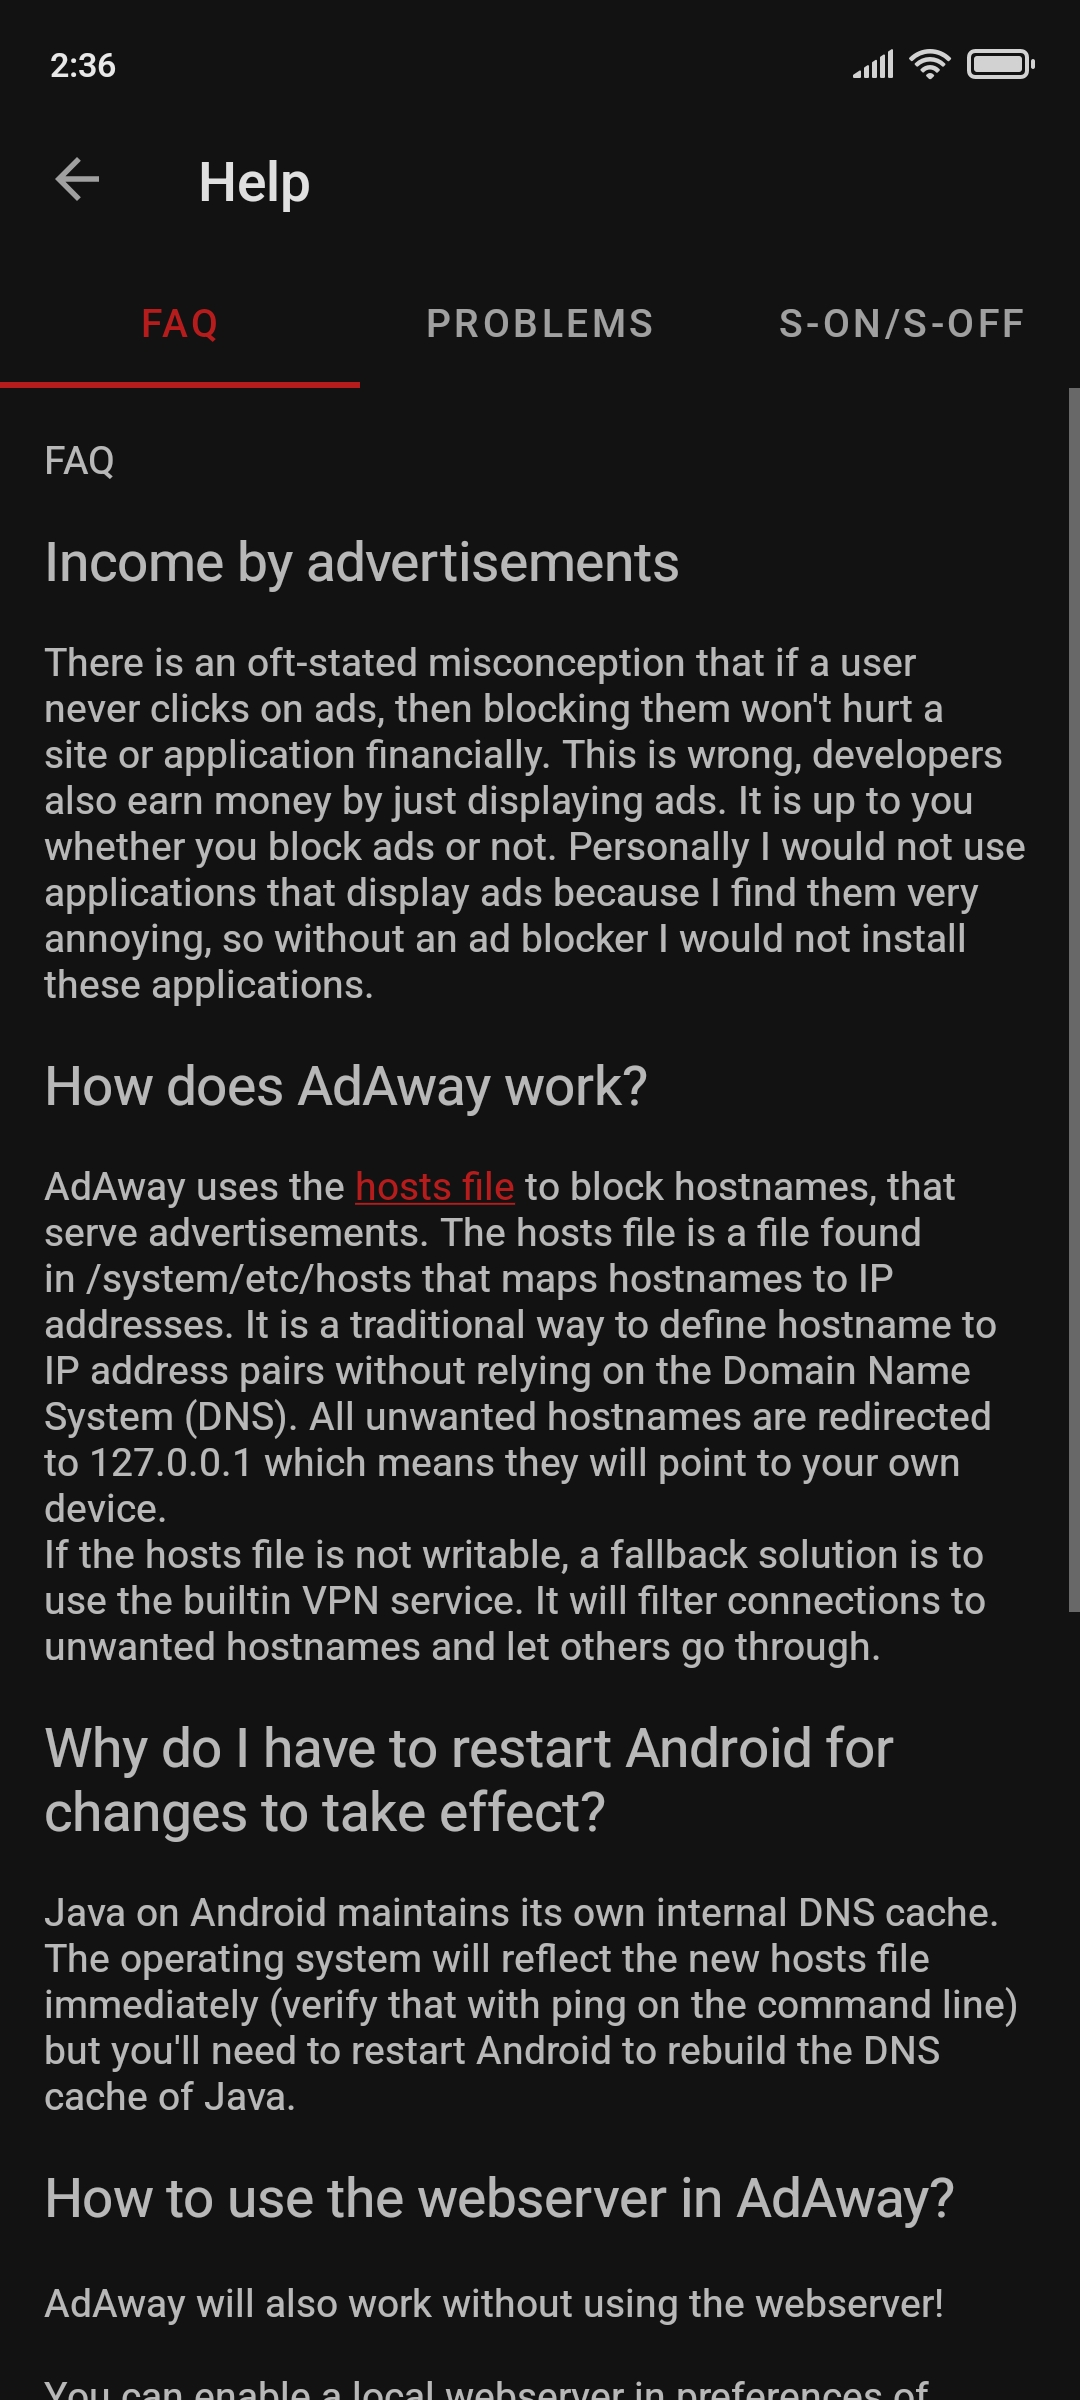 2:36
Help
FAQ
PROBLEMS
S-ON/S-OFF
FAQ
Income by advertisements
There is an oft-stated misconception that if a user
never clicks on ads, then blocking them won't hurt a
site or application financially. This is wrong, developers
also earn money by just displaying ads. It is up to you
whether you block ads or not. Personally I would not use
applications that display ads because I find them very
annoying, so without an ad blocker I would not install
these applications.
How does AdAway work?
AdAway uses the hosts file to block hostnames, that
serve advertisements. The hosts file is a file found
in /system/etc/hosts that maps hostnames to IP
addresses. It is a traditional way to define hostname to
IP address pairs without relying on the Domain Name
System (DNS). All unwanted hostnames are redirected
to 127.0.0.1 which means they will point to your own
device.
If the hosts file is not writable, a fallback solution is to
use the builtin VPN service. It will filter connections to
unwanted hostnames and let others go through.
Why do I have to restart Android for
changes to take effect?
Java on Android maintains its own internal DNS cache.
The operating system will reflect the new hosts file
immediately (verify that with ping on the command line)
but you'll need to restart Android to rebuild the DNS
cache of Java.
How to use the webserver in AdAway?
AdAway will also work without using the webserver!
You can enable a local webserver in preferences of